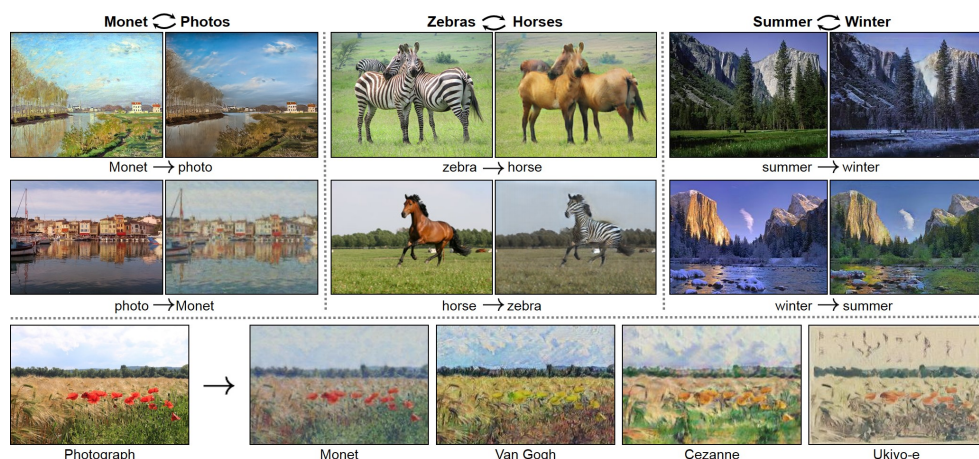 Monet Photos
Zebras Horses
Summer Winter
Monet → photo
zebra → horse
summer → winter
photo → Monet
horse → zebra
winter → summer
Photograph
Monet
Van Gogh
Cezanne
Ukiyo-e